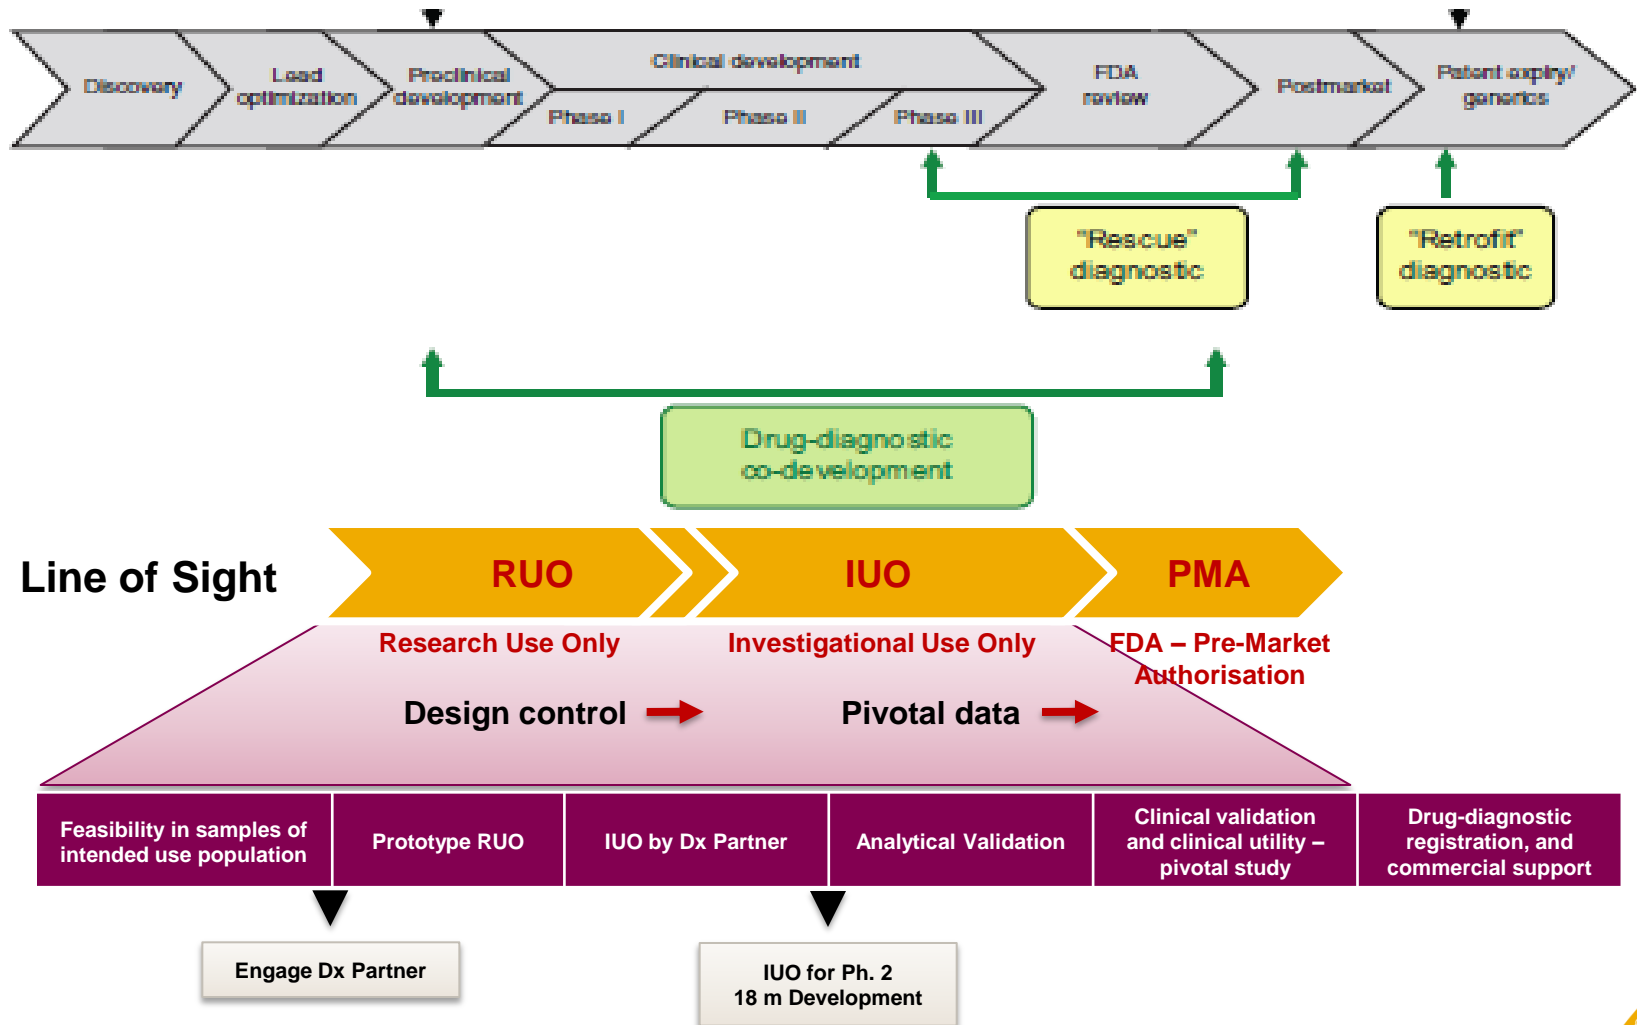 Discovery
Lead
optimization
Preclinical
development
Clinical development
Phase I
Phase II
Phase III
FDA
review
Postmarket
Patent expiry/
generics
"Rescue"
diagnostic
"Retrofit"
diagnostic
Drug-diagnostic
co-development
Line of Sight
RUO
IUO
PMA
Research Use Only
Investigational Use Only
FDA – Pre-Market
Authorisation
Design control
Pivotal data
Feasibility in samples of
intended use population
Prototype RUO
IUO by Dx Partner
Analytical Validation
Clinical validation
and clinical utility –
pivotal study
Drug-diagnostic
registration, and
commercial support
Engage Dx Partner
IUO for Ph. 2
18 m Development